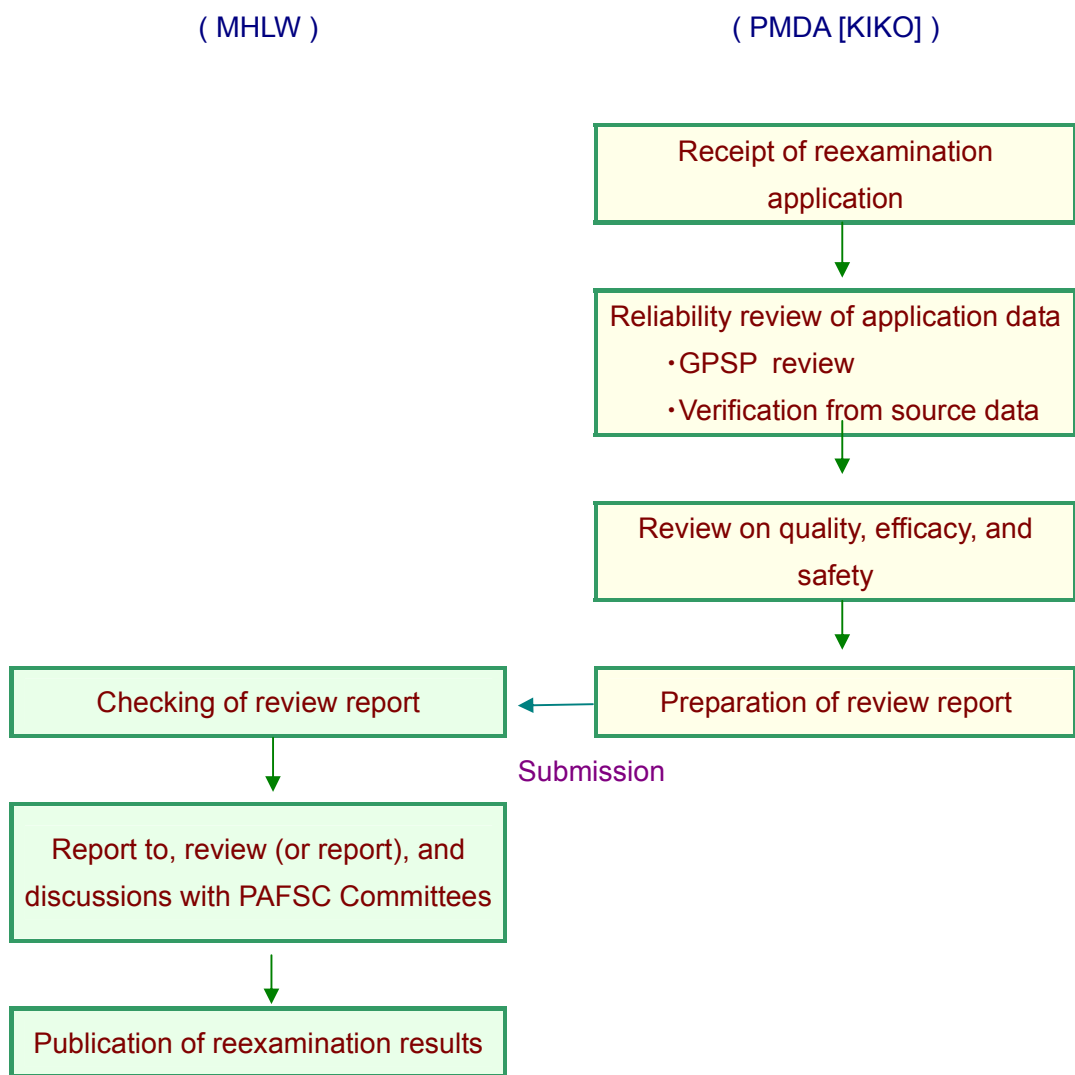 ( MHLW )
( PMDA [KIKO] )
Receipt of reexamination
application
Reliability review of application data
・GPSP review
・Verification from source data
Review on quality, efficacy, and
safety
Preparation of review report
Submission
Checking of review report
Report to, review (or report), and
discussions with PAFSC Committees
Publication of reexamination results